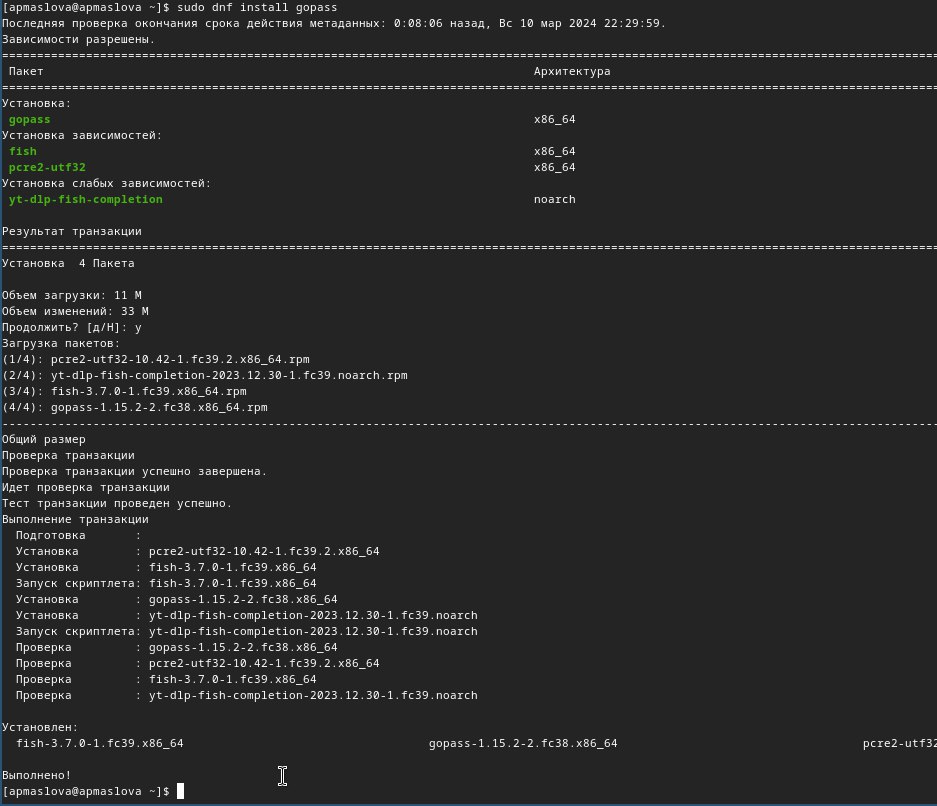 [apmaslova@apmaslova ~]$ sudo dnf install gopass
Последняя проверка окончания срока действия метаданных: 0:08:06 назад, Вс 10 мар 2024 22:29:59.
Зависимости разрешены.
Пакет Архитектура
Установка:
gopass x86_64
Установка зависимостей:
fish x86_64
pcre2-utf32 x86_64
Установка слабых зависимостей:
yt-dlp-fish-completion noarch
Результат транзакции
Установка 4 Пакета
Объем загрузки: 11 M
Объем изменений: 33 M
Продолжить? [д/Н]: y
Загрузка пакетов:
(1/4): pcre2-utf32-10.42-1.fc39.2.x86_64.rpm
(2/4): yt-dlp-fish-completion-2023.12.30-1.fc39.noarch.rpm
(3/4): fish-3.7.0-1.fc39.x86_64.rpm
(4/4): gopass-1.15.2-2.fc38.x86_64.rpm
Общий размер
Проверка транзакции
Проверка транзакции успешно завершена.
Идет проверка транзакции
Тест транзакции проведен успешно.
Выполнение транзакции
Подготовка :
Установка : pcre2-utf32-10.42-1.fc39.2.x86_64
Установка : fish-3.7.0-1.fc39.x86_64
Запуск скриптлета: fish-3.7.0-1.fc39.x86_64
Установка : gopass-1.15.2-2.fc38.x86_64
Установка : yt-dlp-fish-completion-2023.12.30-1.fc39.noarch
Запуск скриптлета: yt-dlp-fish-completion-2023.12.30-1.fc39.noarch
Проверка : gopass-1.15.2-2.fc38.x86_64
Проверка : pcre2-utf32-10.42-1.fc39.2.x86_64
Проверка : fish-3.7.0-1.fc39.x86_64
Проверка : yt-dlp-fish-completion-2023.12.30-1.fc39.noarch
Установлен:
fish-3.7.0-1.fc39.x86_64 gopass-1.15.2-2.fc38.x86_64 pcre2-utf32
Выполнено!
[apmaslova@apmaslova ~]$